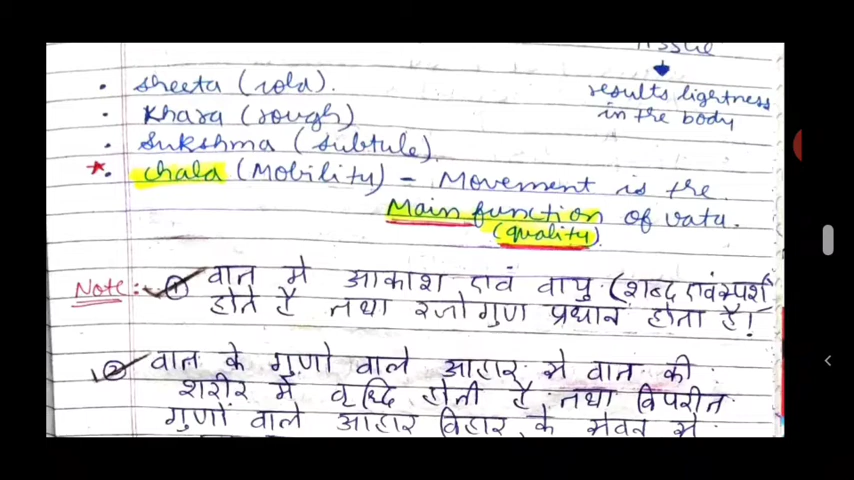 results lightness
in the body
• Sheeta (cold).
• Khara (rough)
• Sukshma (subtule).
• Chala (Mobility) – Movement is the
Main function of vata.
(quality).
Note:- ① वात मे आकाश एवं वायु (शब्द एवं स्पर्श
होते है तथा रजोगुण प्रधान होता है!
② वात के गुणो वाले आहार से वात की
शरीर मे वृध्दि होती है, तथा विपरीत
गुणों वाले आहार विहार के सेवन से